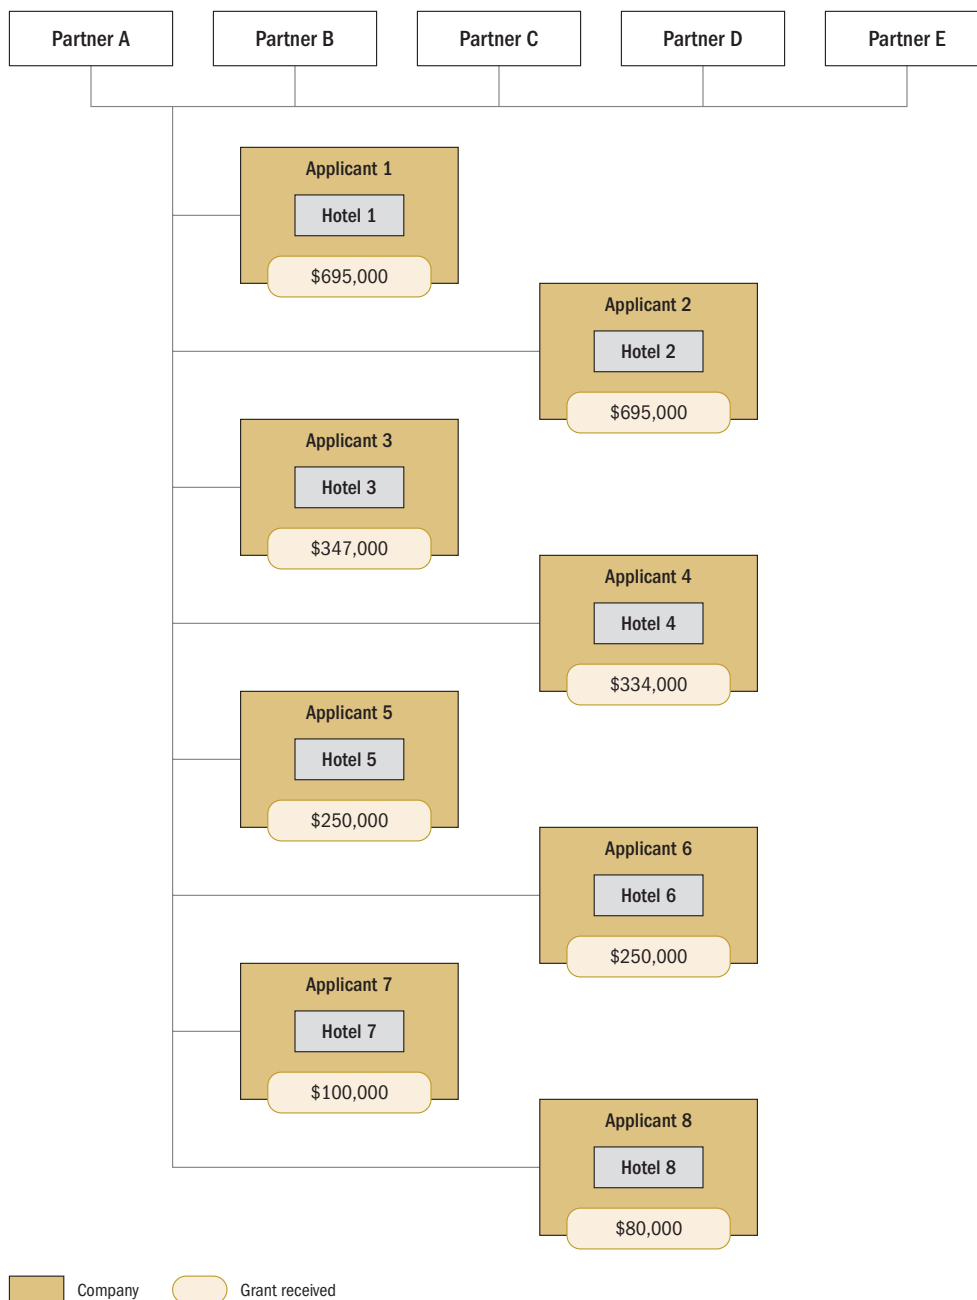 Partner A
Partner B
Partner C
Partner D
Partner E
Applicant 1
Hotel 1
$695,000
Applicant 2
Hotel 2
$695,000
Applicant 3
Hotel 3
$347,000
Applicant 4
Hotel 4
$334,000
Applicant 5
Hotel 5
$250,000
Applicant 6
Hotel 6
$250,000
Applicant 7
Hotel 7
$100,000
Applicant 8
Hotel 8
$80,000
Company
Grant received